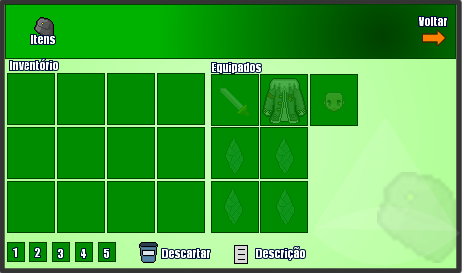 Itens
Voltar
Inventório
Equipados
1 2 3 4 5 Descartar Descrição